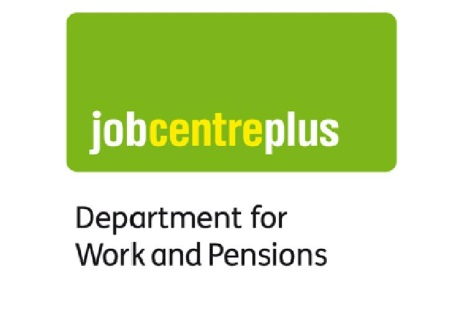 jobcentreplus
Department for
Work and Pensions